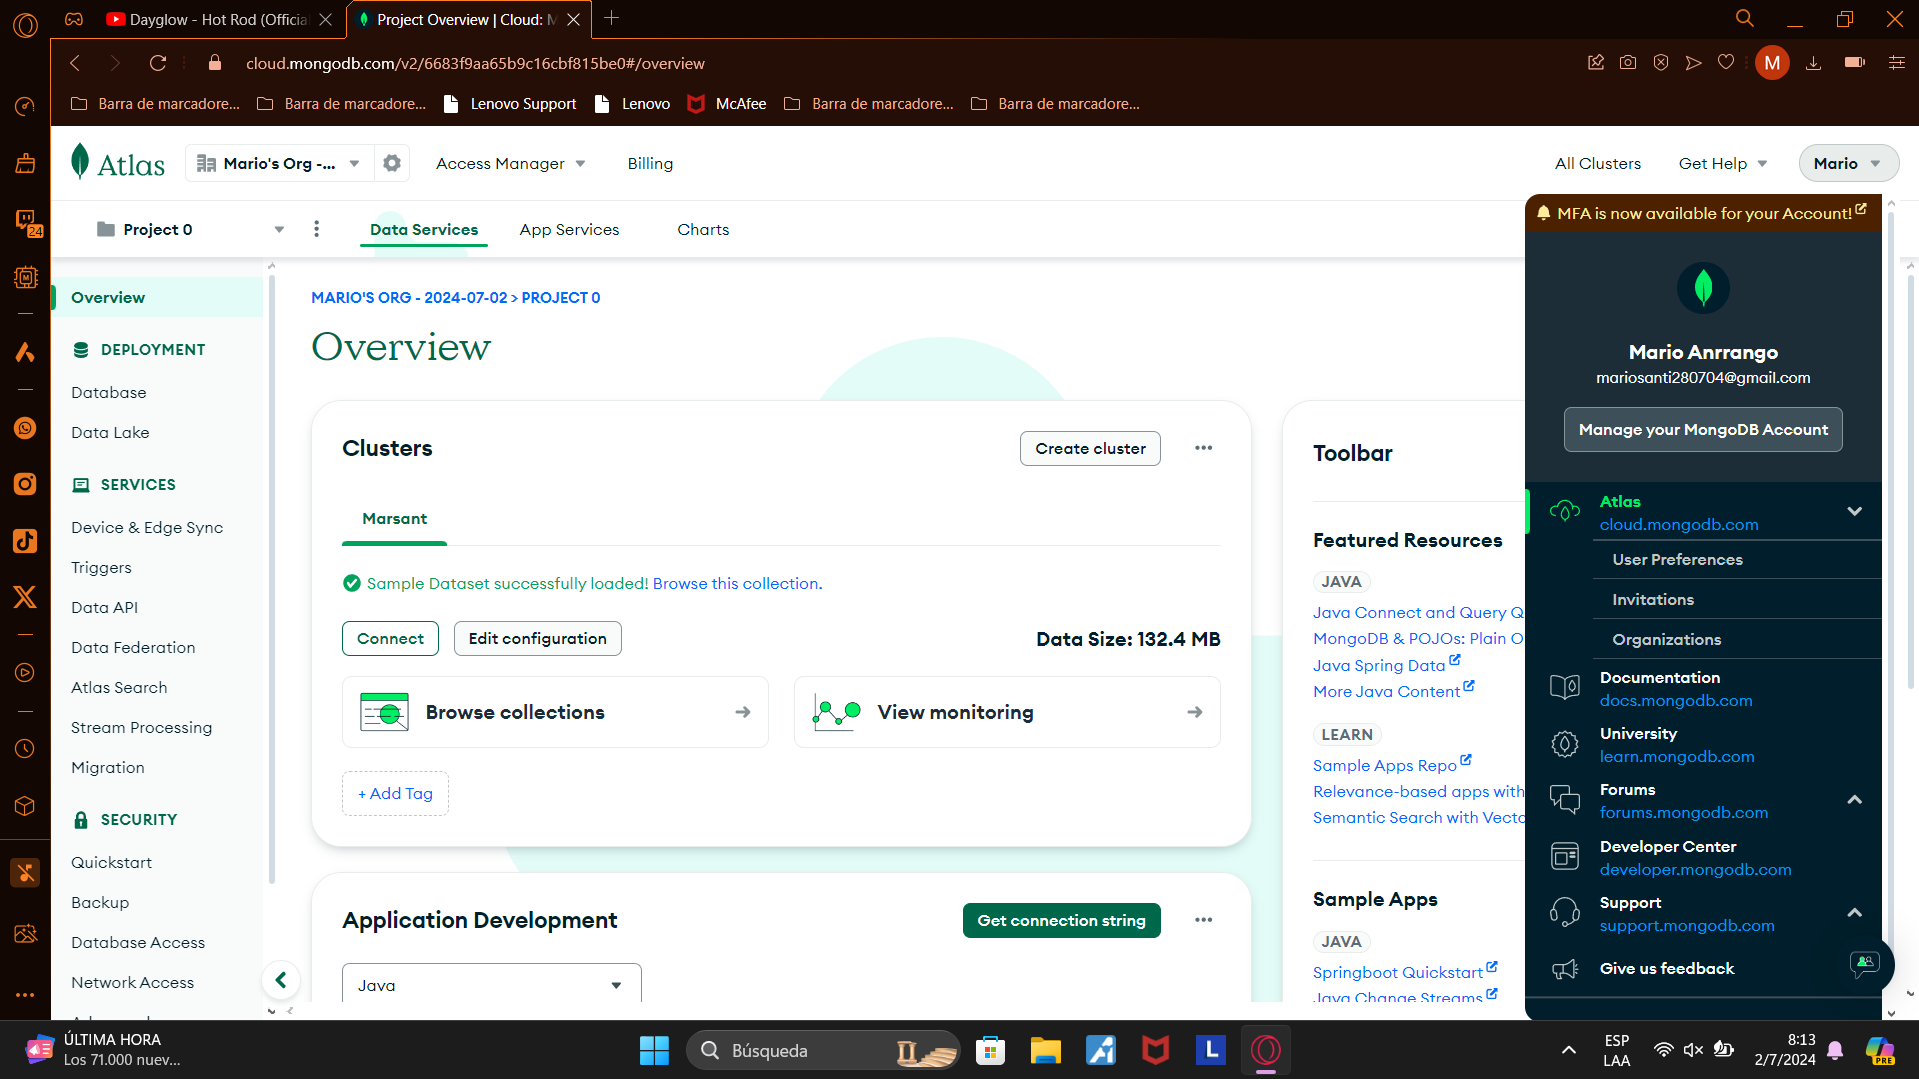 Dayglow - Hot Rod (Officia
Project Overview | Cloud: M
cloud.mongodb.com/v2/6683f9aa65b9c16cbf815be0#/overview
M
Barra de marcadore...
Barra de marcadore...
Lenovo Support
Lenovo
McAfee
Barra de marcadore...
Barra de marcadore...
24
Atlas
Mario's Org -...
Access Manager
Billing
All Clusters
Get Help
Mario
Project 0
Data Services
App Services
Charts
Overview
DEPLOYMENT
Database
Data Lake
SERVICES
Device & Edge Sync
Triggers
Data API
Data Federation
Atlas Search
Stream Processing
Migration
SECURITY
Quickstart
Backup
Database Access
Network Access
MARIO'S ORG - 2024-07-02 > PROJECT 0
Overview
Clusters
Create cluster
Marsant
Sample Dataset successfully loaded! Browse this collection.
Connect
Edit configuration
Data Size: 132.4 MB
Browse collections
View monitoring
+ Add Tag
Application Development
Get connection string
Java
Toolbar
Featured Resources
JAVA
Java Connect and Query Q
MongoDB & POJOs: Plain O
Java Spring Data
More Java Content
LEARN
Sample Apps Repo
Relevance-based apps with
Semantic Search with Vecto
Sample Apps
JAVA
Springboot Quickstart
Java Change Streams
MFA is now available for your Account!
Mario Anrrango
mariosanti280704@gmail.com
Manage your MongoDB Account
Atlas
cloud.mongodb.com
User Preferences
Invitations
Organizations
Documentation
docs.mongodb.com
University
learn.mongodb.com
Forums
forums.mongodb.com
Developer Center
developer.mongodb.com
Support
support.mongodb.com
Give us feedback
ÚLTIMA HORA
Los 71.000 nuev...
Búsqueda
L
ESP
LAA
8:13
2/7/2024
PRE